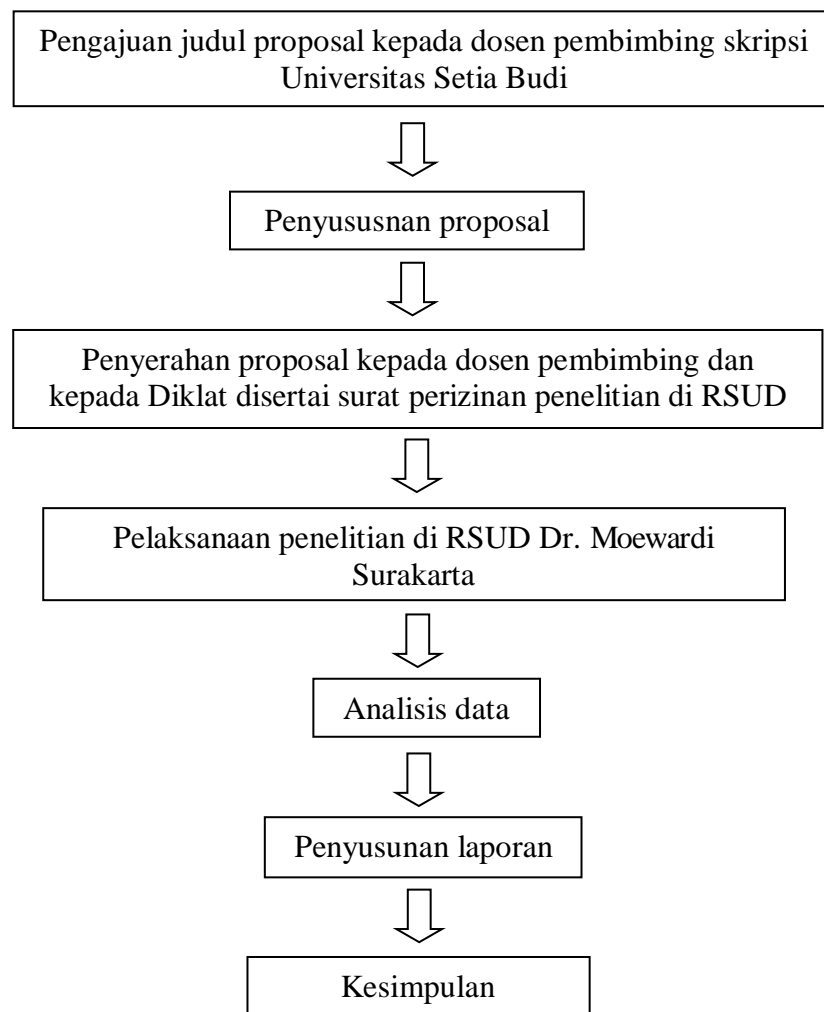 Pengajuan judul proposal kepada dosen pembimbing skripsi
Universitas Setia Budi
Penyususnan proposal
Penyerahan proposal kepada dosen pembimbing dan
kepada Diklat disertai surat perizinan penelitian di RSUD
Pelaksanaan penelitian di RSUD Dr. Moewardi
Surakarta
Analisis data
Penyusunan laporan
Kesimpulan